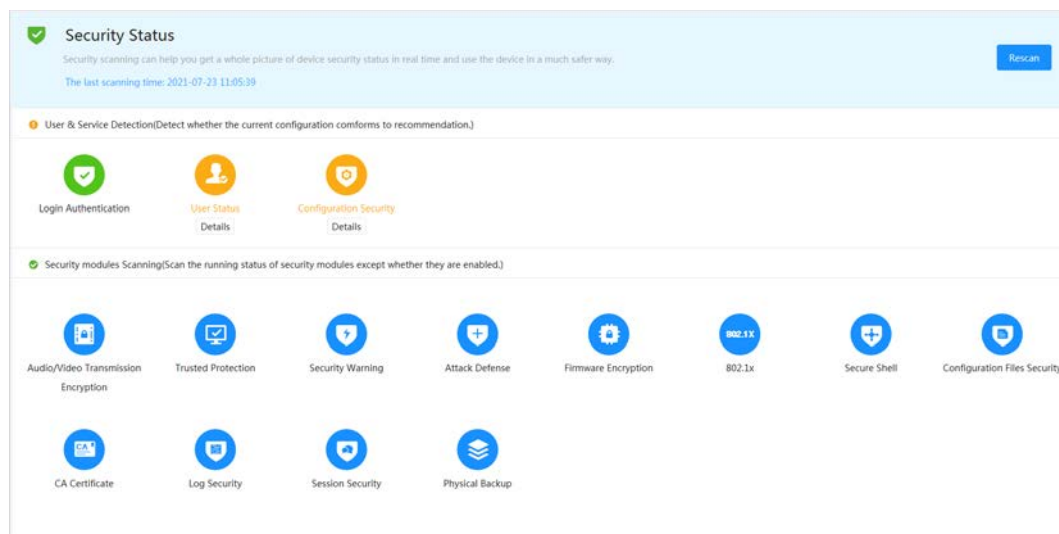 Security Status
Security scanning can help you get a whole picture of device security status in real time and use the device in a much safer way.
The last scanning time: 2021-07-23 11:05:39
Rescan
User & Service Detection(Detect whether the current configuration comforms to recommendation.)
Login Authentication
User Status
Configuration Security
Details
Details
Security modules Scanning(Scan the running status of security modules except whether they are enabled.)
802.1X
Audio/Video Transmission
Encryption
Trusted Protection
Security Warning
Attack Defense
Firmware Encryption
802.1x
Secure Shell
Configuration Files Security
CA
CA Certificate
Log Security
Session Security
Physical Backup